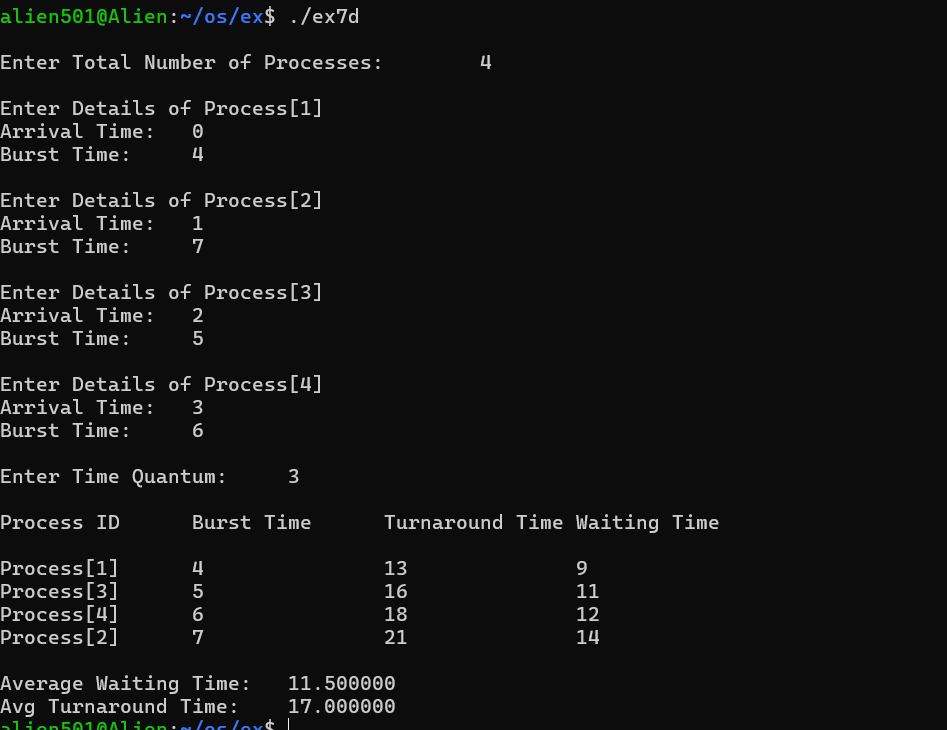 alien501@Alien:~/os/ex$ ./ex7d
Enter Total Number of Processes: 4
Enter Details of Process[1]
Arrival Time: 0
Burst Time: 4
Enter Details of Process[2]
Arrival Time: 1
Burst Time: 7
Enter Details of Process[3]
Arrival Time: 2
Burst Time: 5
Enter Details of Process[4]
Arrival Time: 3
Burst Time: 6
Enter Time Quantum: 3
Process ID Burst Time Turnaround Time Waiting Time
Process[1] 4 13 9
Process[3] 5 16 11
Process[4] 6 18 12
Process[2] 7 21 14
Average Waiting Time: 11.500000
Avg Turnaround Time: 17.000000
alien501@Alien:~/os/ex$